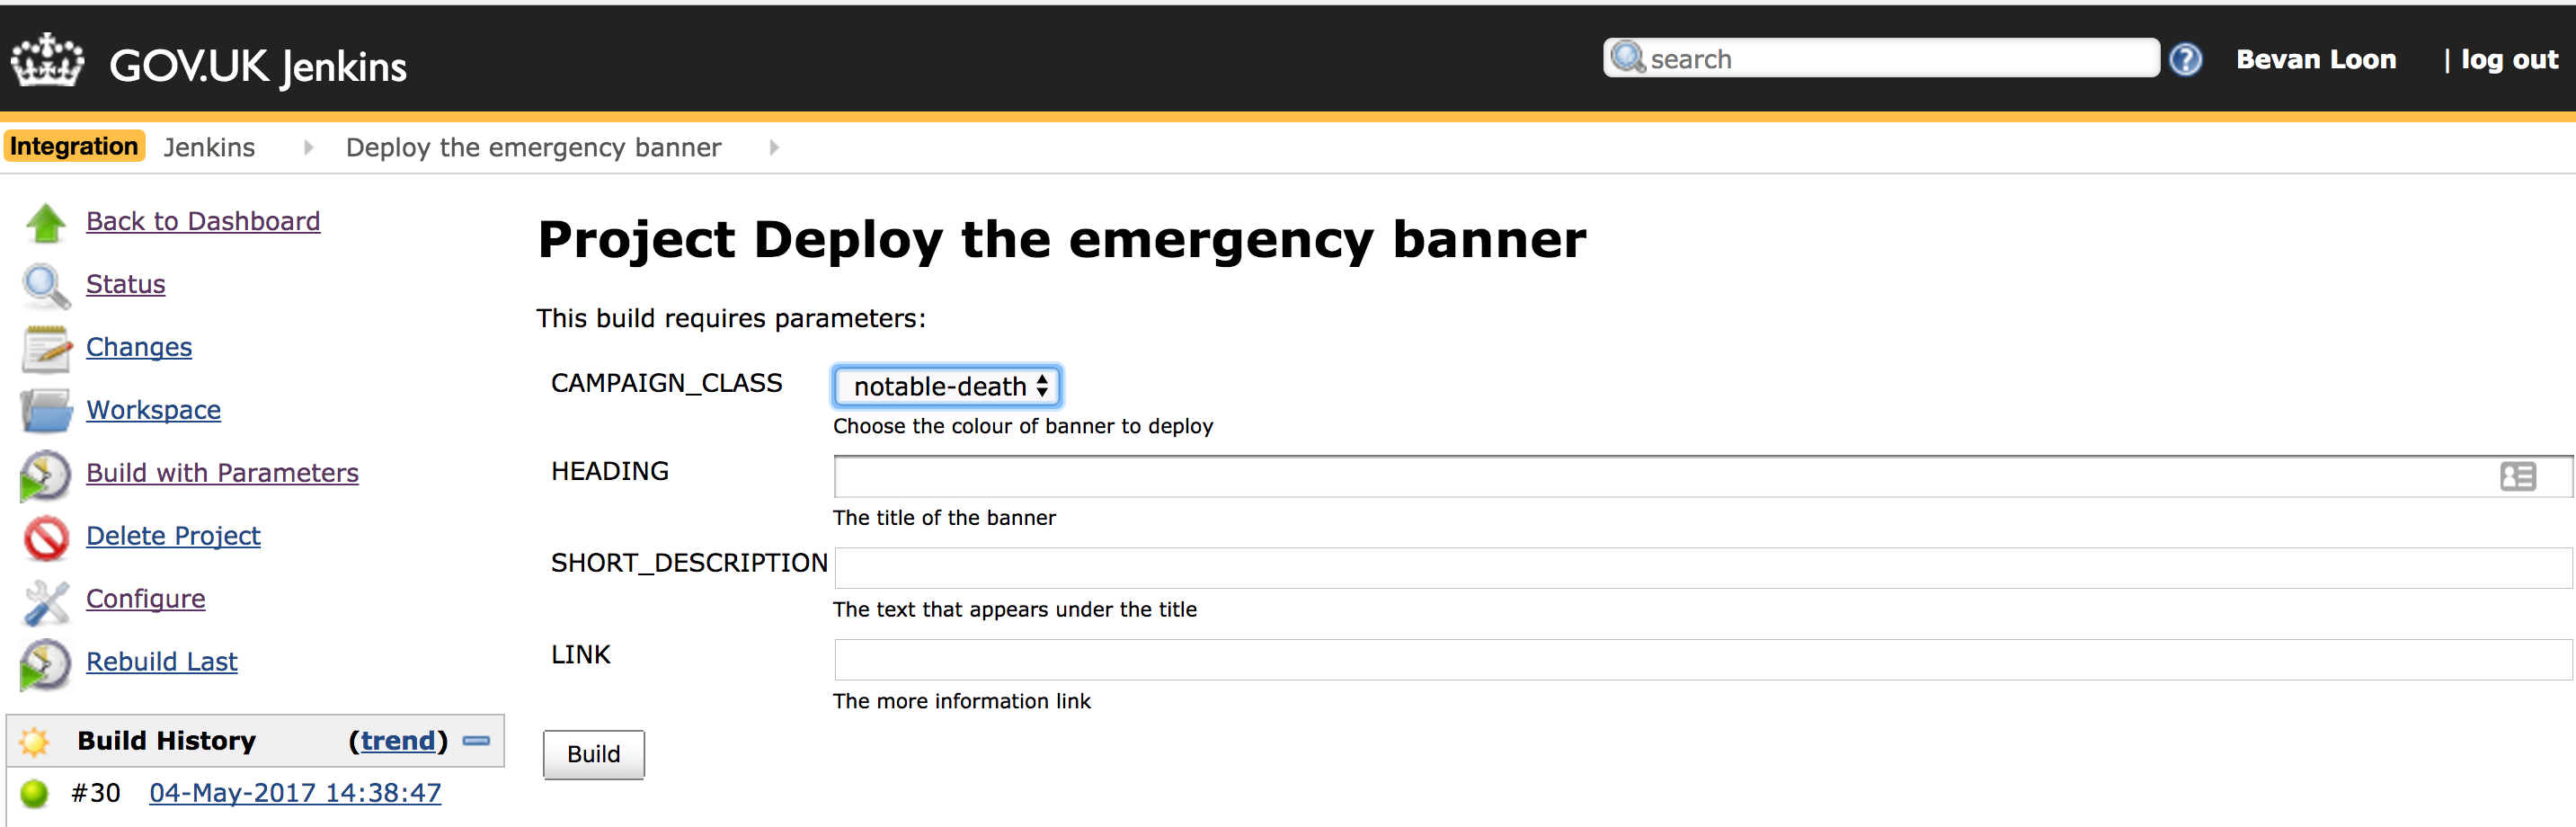 GOV.UK Jenkins
search
? Bevan Loon | log out
Integration Jenkins Deploy the emergency banner
Back to Dashboard
Status
Changes
Workspace
Build with Parameters
Delete Project
Configure
Rebuild Last
Build History (trend)
#30 04-May-2017 14:38:47
Project Deploy the emergency banner
This build requires parameters:
CAMPAIGN_CLASS notable-death
Choose the colour of banner to deploy
HEADING
The title of the banner
SHORT_DESCRIPTION
The text that appears under the title
LINK
The more information link
Build